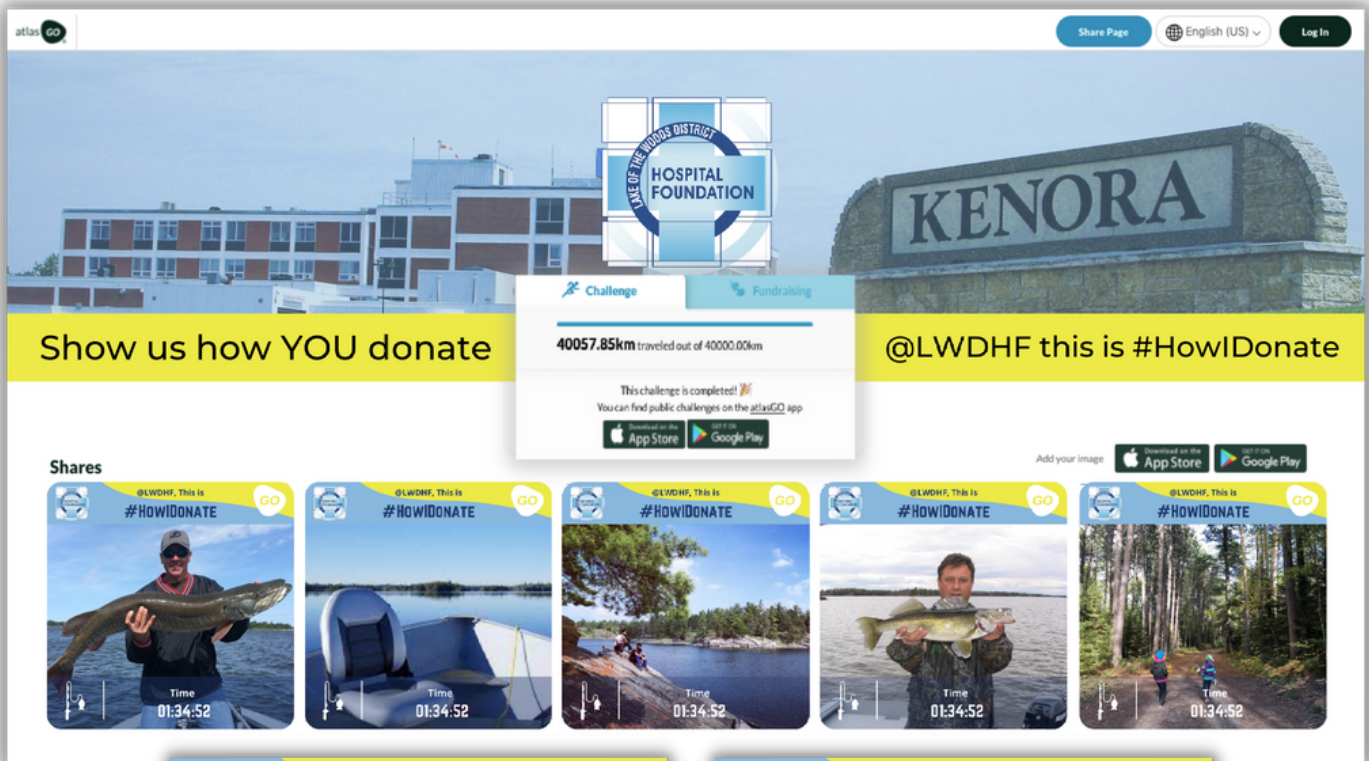 atlas GO
Share Page
English (US)
Log In
LAKE OF THE WOODS DISTRICT
HOSPITAL
FOUNDATION
KENORA
Challenge
Fundraising
Show us how YOU donate
40057.85km traveled out of 40000.00km
@LWDHF this is #HowIDonate
This challenge is completed!
You can find public challenges on the atlasGO app
Download on the
App Store
GET IT ON
Google Play
Shares
Add your image
Download on the
App Store
GET IT ON
Google Play
@LWDHF, This is
#HowIDonate
GO
Time
01:34:52
@LWDHF, This is
#HowIDonate
GO
Time
01:34:52
@LWDHF, This is
#HowIDonate
GO
Time
01:34:52
@LWDHF, This is
#HowIDonate
GO
Time
01:34:52
@LWDHF, This is
#HowIDonate
GO
Time
01:34:52